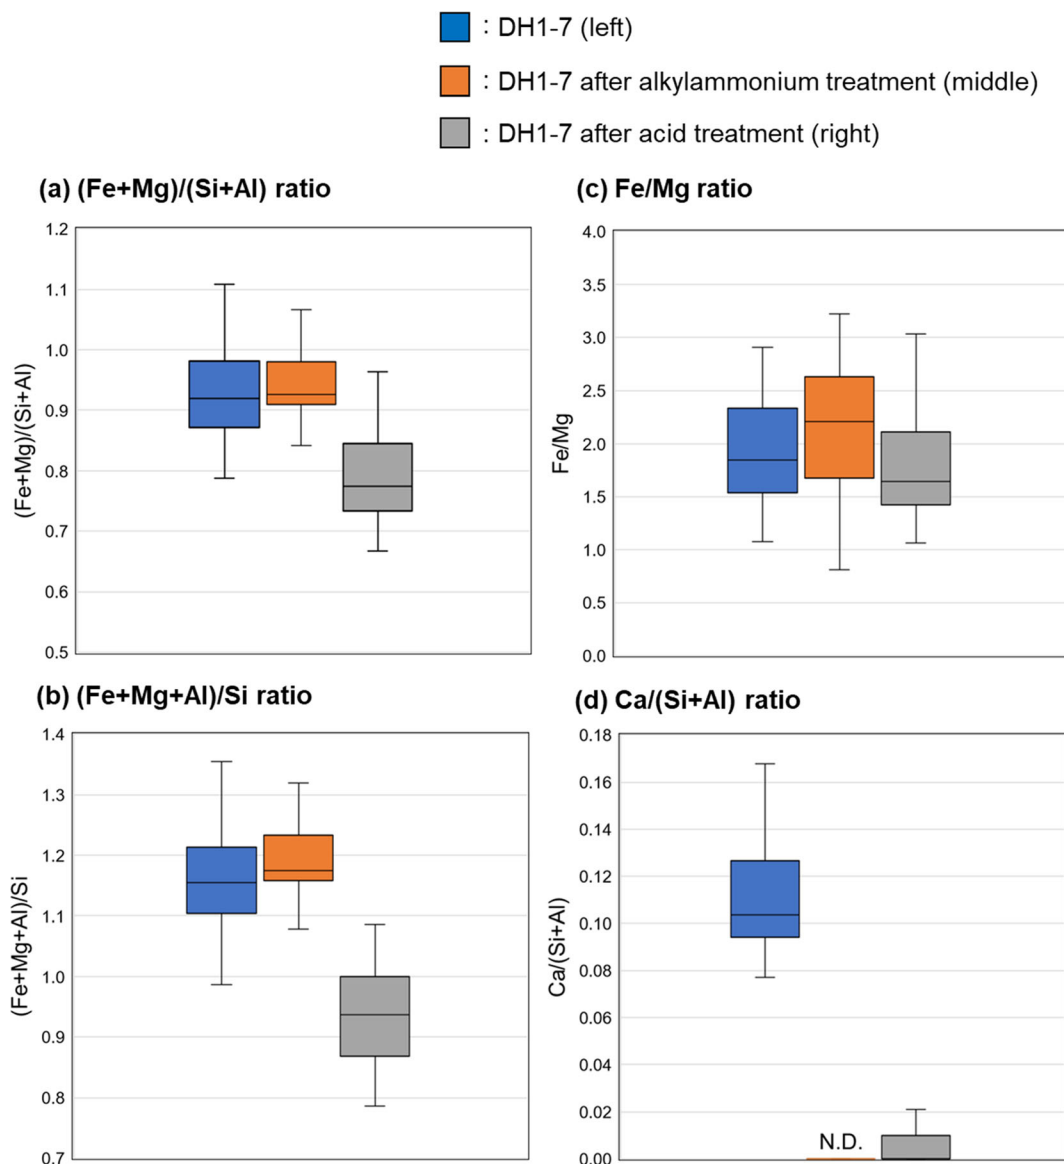 : DH1-7 (left)
: DH1-7 after alkylammonium treatment (middle)
: DH1-7 after acid treatment (right)
(a) (Fe+Mg)/(Si+Al) ratio
1.2
1.1
1.0
0.9
0.8
0.7
0.6
0.5
(Fe+Mg)/(Si+Al)
(c) Fe/Mg ratio
4.0
3.5
3.0
2.5
2.0
1.5
1.0
0.5
0.0
Fe/Mg
(b) (Fe+Mg+Al)/Si ratio
1.4
1.3
1.2
1.1
1.0
0.9
0.8
0.7
(Fe+Mg+Al)/Si
(d) Ca/(Si+Al) ratio
0.18
0.16
0.14
0.12
0.10
0.08
0.06
0.04
0.02
0.00
Ca/(Si+Al)
N.D.